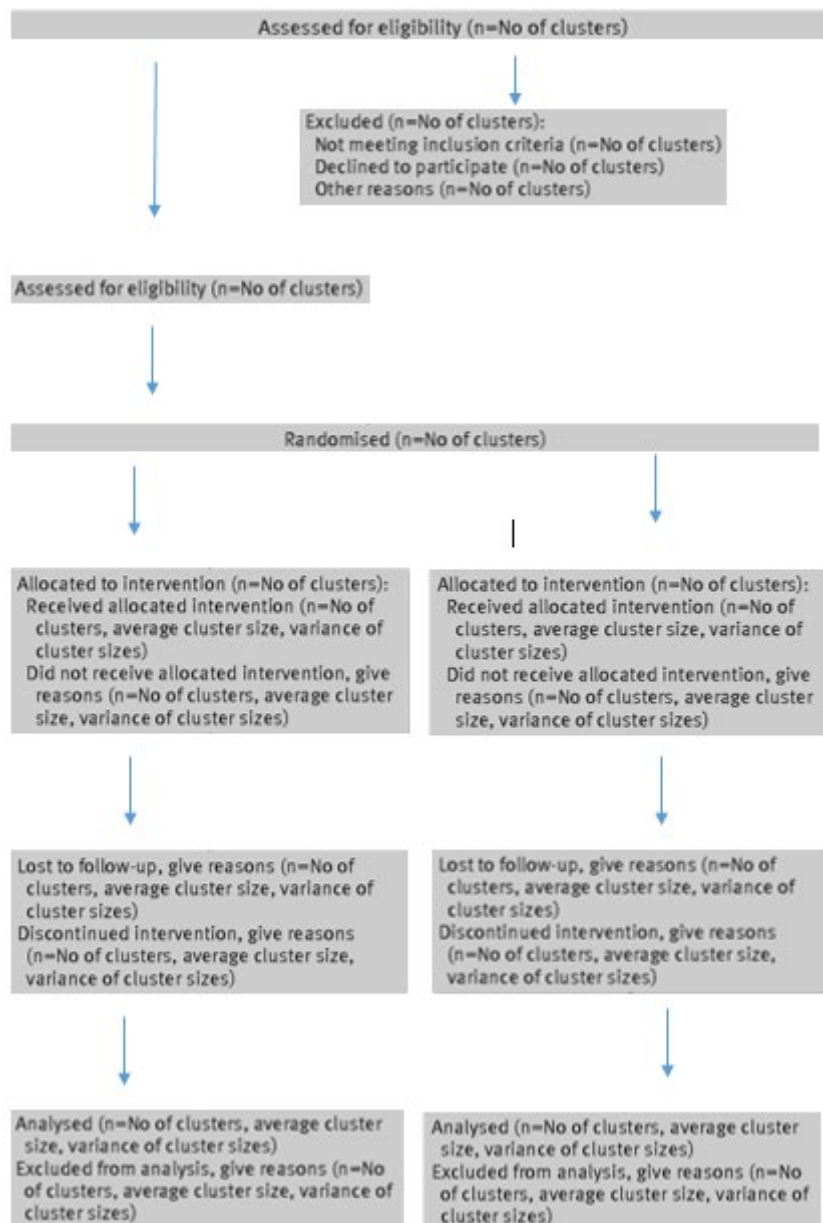 Assessed for eligibility (n=No of clusters)
Excluded (n=No of clusters):
Not meeting inclusion criteria (n=No of clusters)
Declined to participate (n=No of clusters)
Other reasons (n=No of clusters)
Assessed for eligibility (n=No of clusters)
Randomised (n=No of clusters)
Allocated to intervention (n=No of clusters):
Received allocated intervention (n=No of
clusters, average cluster size, variance of
cluster sizes)
Did not receive allocated intervention, give
reasons (n=No of clusters, average cluster
size, variance of cluster sizes)
Allocated to intervention (n=No of clusters):
Received allocated intervention (n=No of
clusters, average cluster size, variance of
cluster sizes)
Did not receive allocated intervention, give
reasons (n=No of clusters, average cluster
size, variance of cluster sizes)
Lost to follow-up, give reasons (n=No of
clusters, average cluster size, variance of
cluster sizes)
Discontinued intervention, give reasons
(n=No of clusters, average cluster size,
variance of cluster sizes)
Lost to follow-up, give reasons (n=No of
clusters, average cluster size, variance of
cluster sizes)
Discontinued intervention, give reasons
(n=No of clusters, average cluster size,
variance of cluster sizes)
Analysed (n=No of clusters, average cluster
size, variance of cluster sizes)
Excluded from analysis, give reasons (n=No
of clusters, average cluster size, variance of
cluster sizes)
Analysed (n=No of clusters, average cluster
size, variance of cluster sizes)
Excluded from analysis, give reasons (n=No
of clusters, average cluster size, variance of
cluster sizes)